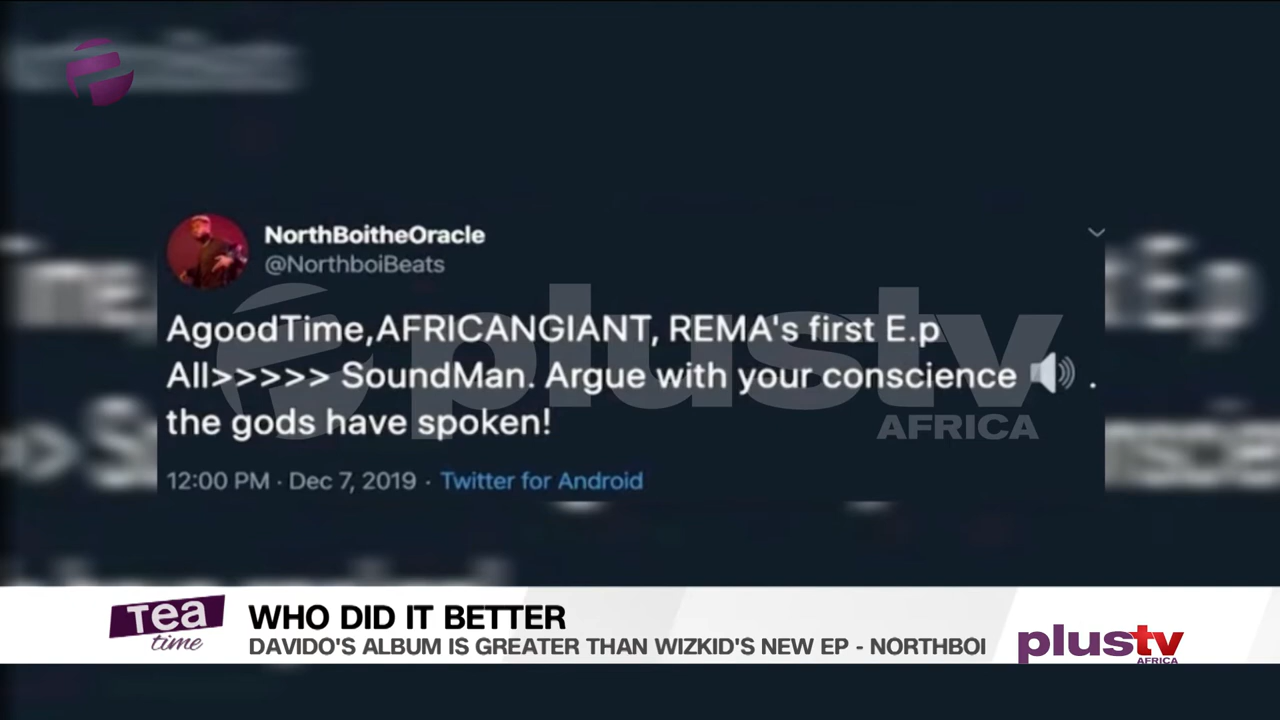 NorthBoitheOracle
@NorthboiBeats
AgoodTime,AFRICANGIANT, REMA's first E.p
All>>>>> SoundMan. Argue with your conscience 🔊 .
the gods have spoken!
12:00 PM · Dec 7, 2019 · Twitter for Android
plustv
AFRICA
Tea
time
WHO DID IT BETTER
DAVIDO'S ALBUM IS GREATER THAN WIZKID'S NEW EP - NORTHBOI
plustv
AFRICA